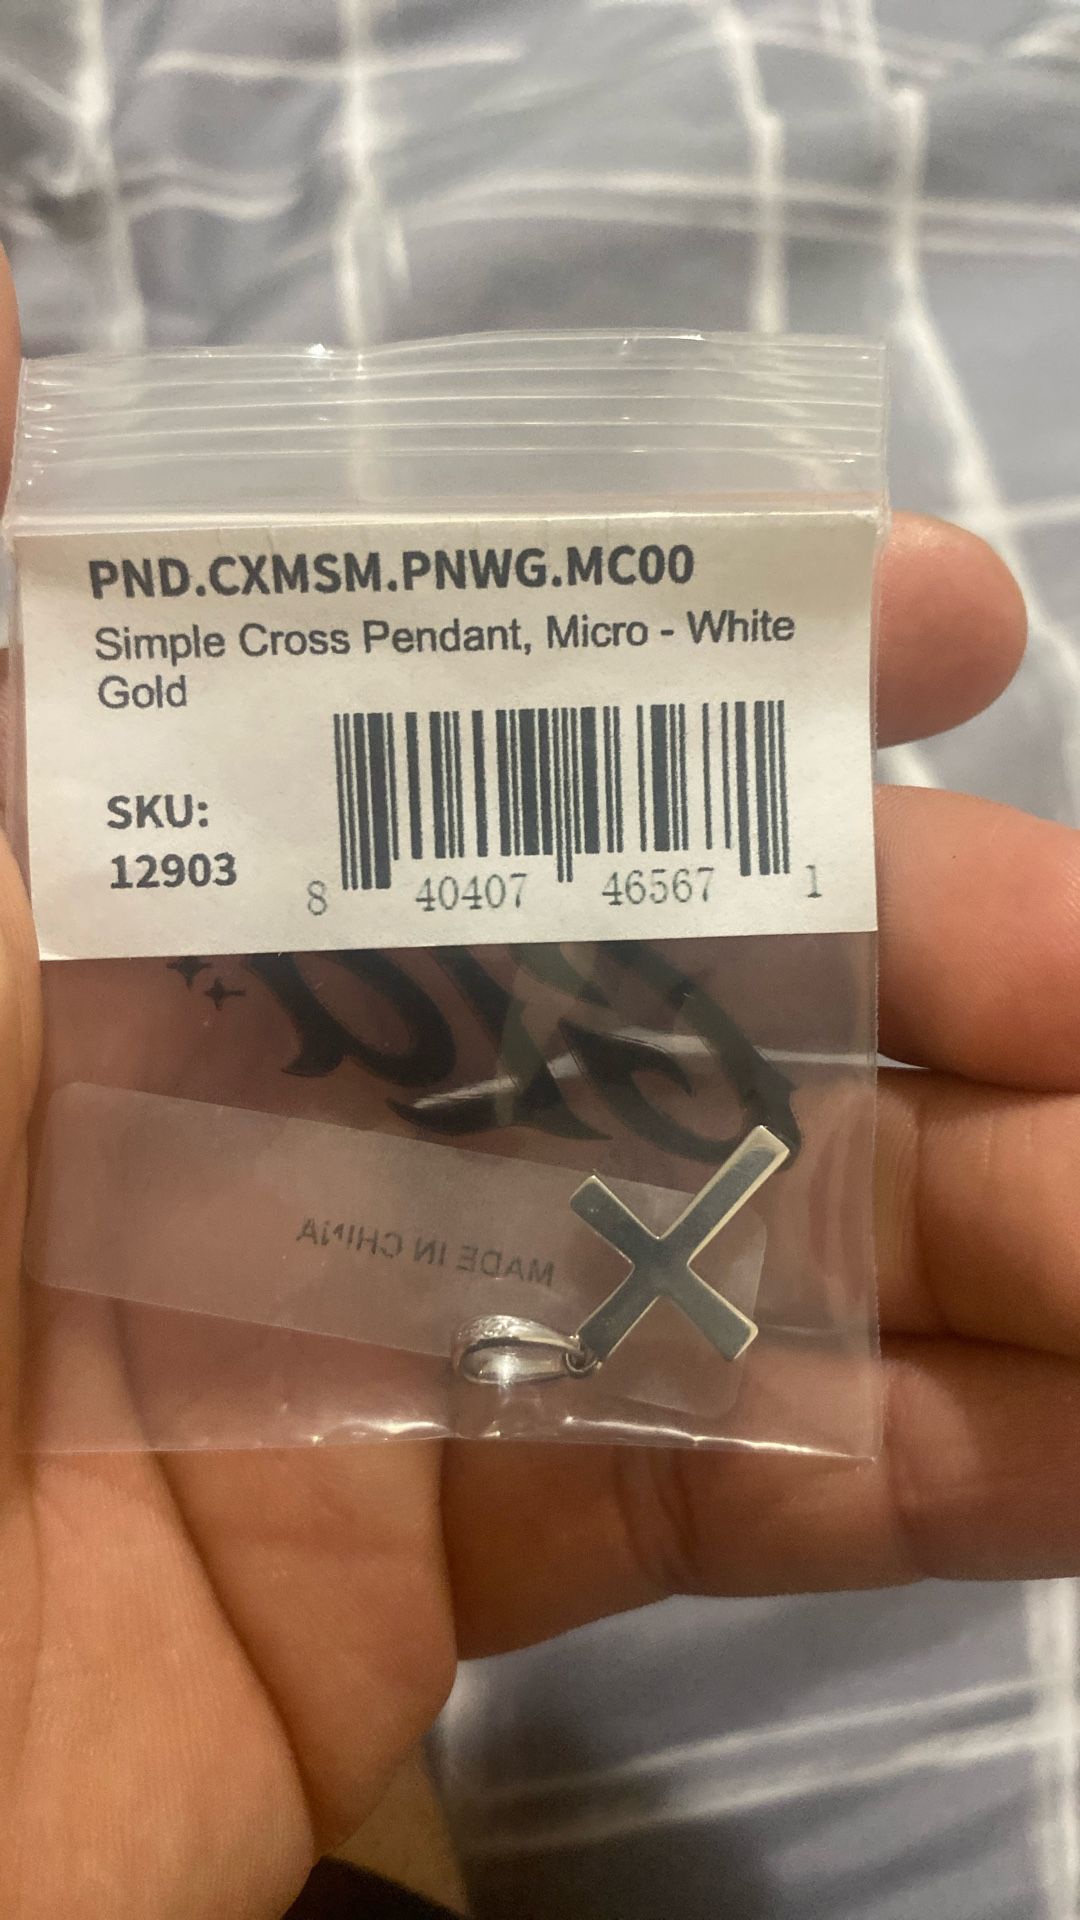 PND.CXMSM.PNWG.MC00
Simple Cross Pendant, Micro - White
Gold
SKU:
12903
8 40407 46567 1
MADE IN CHINA